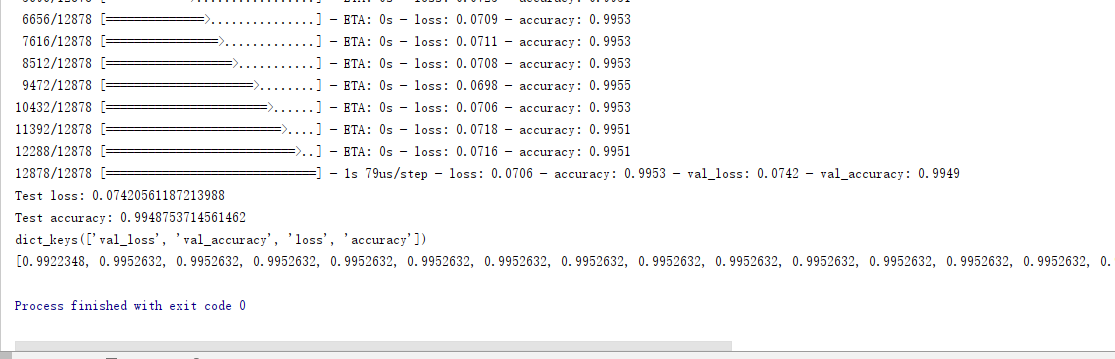 6656/12878 [==============>...............] - ETA: 0s - loss: 0.0709 - accuracy: 0.9953
7616/12878 [================>.............] - ETA: 0s - loss: 0.0711 - accuracy: 0.9953
8512/12878 [==================>...........] - ETA: 0s - loss: 0.0708 - accuracy: 0.9953
9472/12878 [=====================>........] - ETA: 0s - loss: 0.0698 - accuracy: 0.9955
10432/12878 [=======================>......] - ETA: 0s - loss: 0.0706 - accuracy: 0.9953
11392/12878 [=========================>....] - ETA: 0s - loss: 0.0718 - accuracy: 0.9951
12288/12878 [===========================>..] - ETA: 0s - loss: 0.0716 - accuracy: 0.9951
12878/12878 [==============================] - 1s 79us/step - loss: 0.0706 - accuracy: 0.9953 - val_loss: 0.0742 - val_accuracy: 0.9949
Test loss: 0.07420561187213988
Test accuracy: 0.9948753714561462
dict_keys(['val_loss', 'val_accuracy', 'loss', 'accuracy'])
[0.9922348, 0.9952632, 0.9952632, 0.9952632, 0.9952632, 0.9952632, 0.9952632, 0.9952632, 0.9952632, 0.9952632, 0.9952632, 0.9952632, 0.9952632, 0.9952632, 0.
Process finished with exit code 0